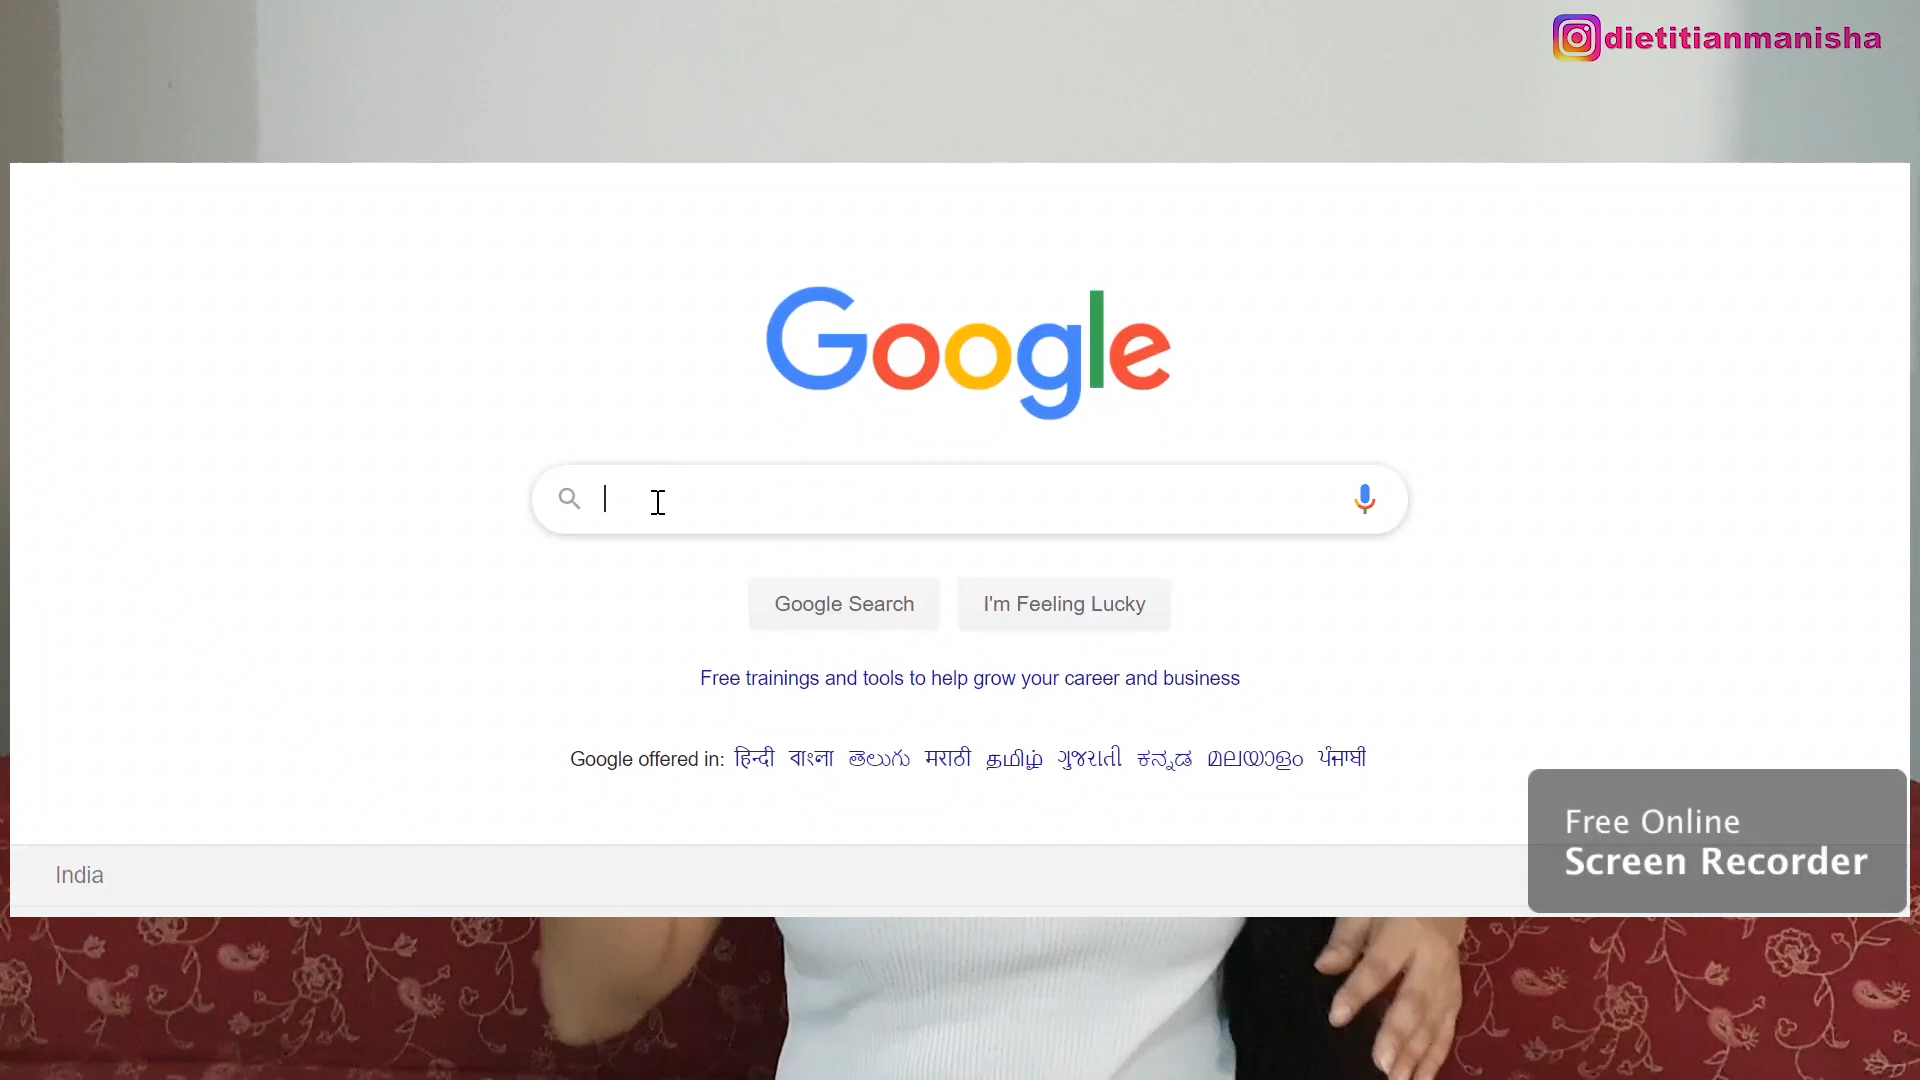 dietitianmanisha
Google
Google Search
I'm Feeling Lucky
Free trainings and tools to help grow your career and business
Google offered in: हिन्दी বাংলা తెలుగు मराठी தமிழ் ગુજરાતી ಕನ್ನಡ മലയാളം ਪੰਜਾਬੀ
India
Free Online
Screen Recorder